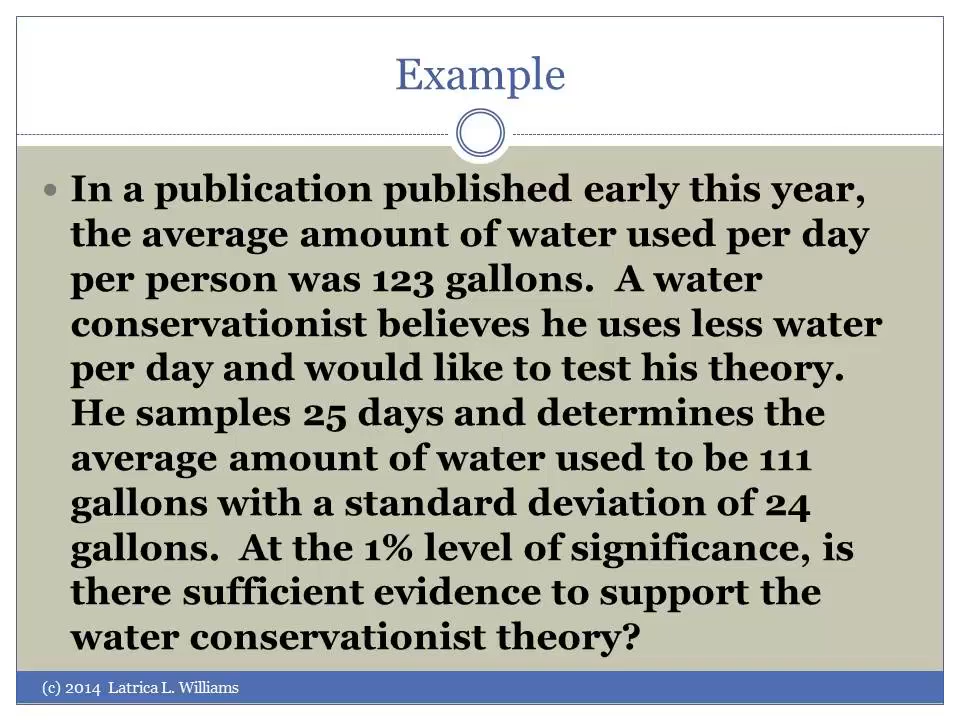 Example
• In a publication published early this year,
the average amount of water used per day
per person was 123 gallons.  A water
conservationist believes he uses less water
per day and would like to test his theory.
He samples 25 days and determines the
average amount of water used to be 111
gallons with a standard deviation of 24
gallons.  At the 1% level of significance, is
there sufficient evidence to support the
water conservationist theory?
(c) 2014  Latrica L. Williams